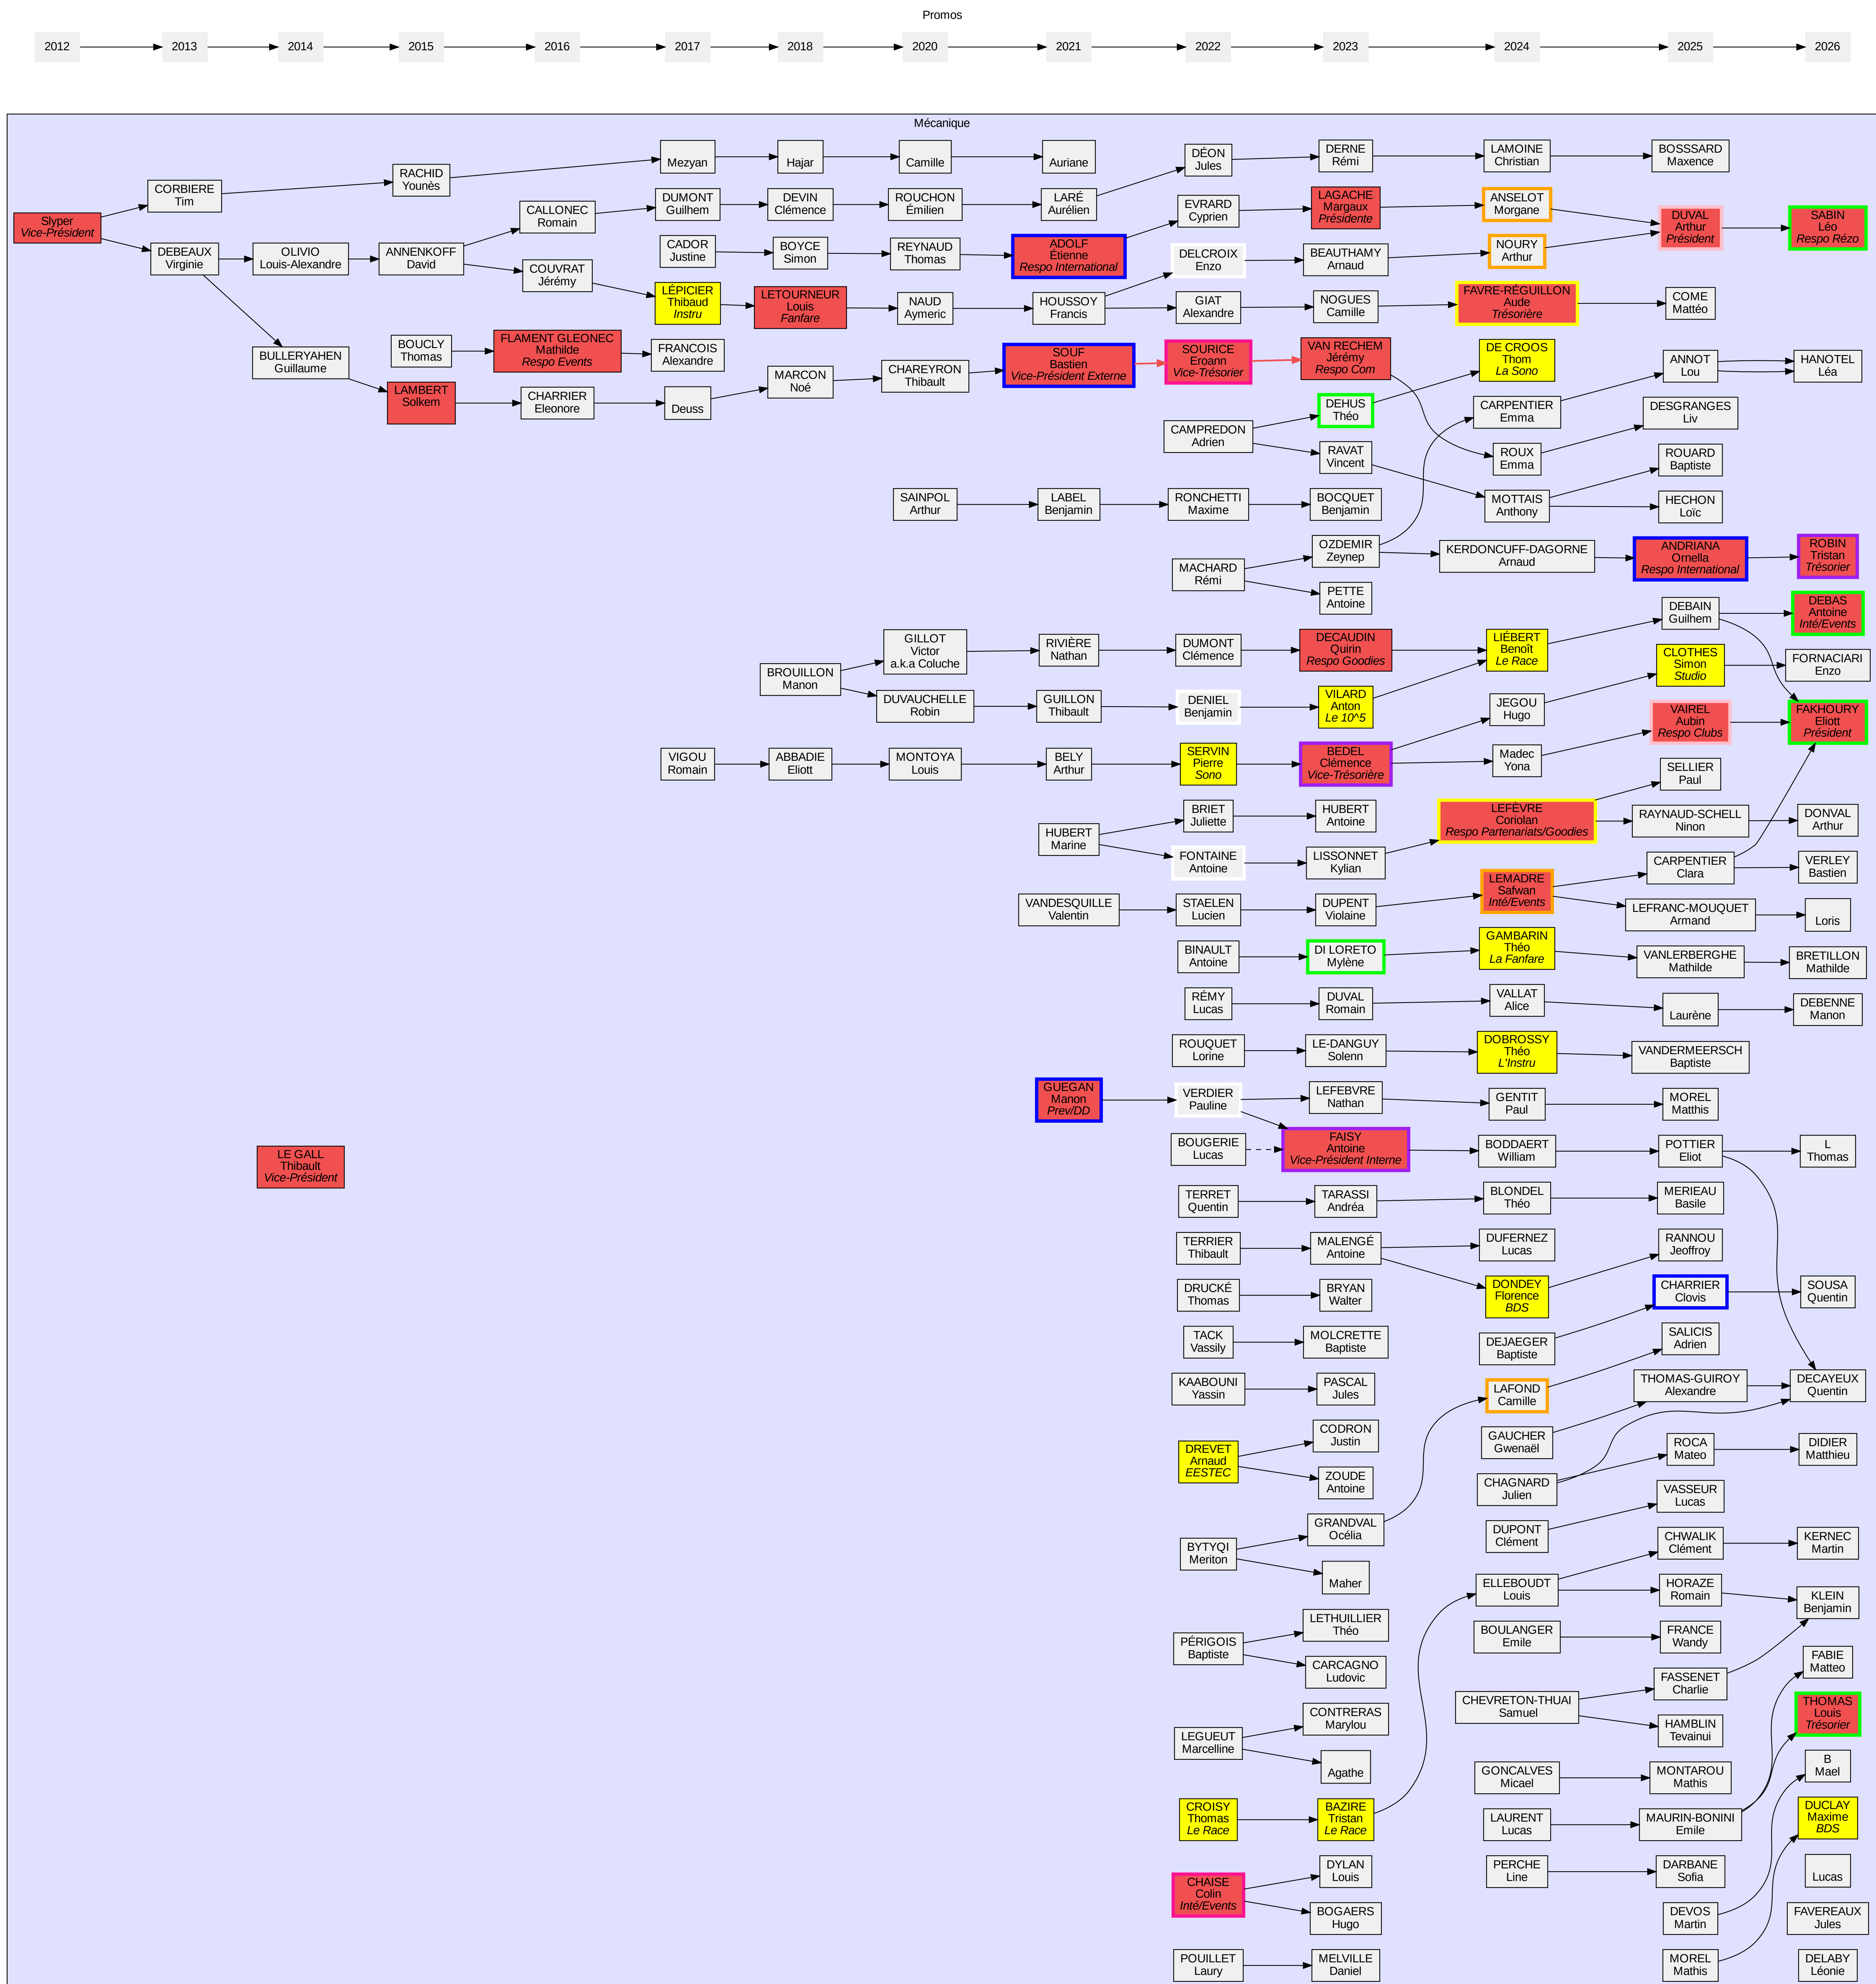 Promos
2012
2013
2014
2015
2016
2017
2018
2020
2021
2022
2023
2024
2025
2026
Mécanique
Slyper
Vice-Président
CORBIERE
Tim
DEBEAUX
Virginie
OLIVIO
Louis-Alexandre
BULLERYAHEN
Guillaume
LE GALL
Thibault
Vice-Président
RACHID
Younès
ANNENKOFF
David
BOUCLY
Thomas
LAMBERT
Solkem
CALLONEC
Romain
COUVRAT
Jérémy
FLAMENT GLEONEC
Mathilde
Respo Events
CHARRIER
Eleonore
Mezyan
DUMONT
Guilhem
CADOR
Justine
LÉPICIER
Thibaud
Instru
FRANCOIS
Alexandre
Deuss
VIGOU
Romain
Hajar
DEVIN
Clémence
BOYCE
Simon
LETOURNEUR
Louis
Fanfare
MARCON
Noé
BROUILLON
Manon
ABBADIE
Eliott
Camille
ROUCHON
Émilien
REYNAUD
Thomas
NAUD
Aymeric
CHAREYRON
Thibault
SAINPOL
Arthur
GILLOT
Victor
a.k.a Coluche
DUVAUCHELLE
Robin
MONTOYA
Louis
Auriane
LARÉ
Aurélien
ADOLF
Étienne
Respo International
HOUSSOY
Francis
SOUF
Bastien
Vice-Président Externe
LABEL
Benjamin
RIVIÈRE
Nathan
GUILLON
Thibault
BELY
Arthur
HUBERT
Marine
VANDESQUILLE
Valentin
GUEGAN
Manon
Prev/DD
DÉON
Jules
EVRARD
Cyprien
DELCROIX
Enzo
GIAT
Alexandre
SOURICE
Eroann
Vice-Trésorier
CAMPREDON
Adrien
RONCHETTI
Maxime
MACHARD
Rémi
DUMONT
Clémence
DENIEL
Benjamin
SERVIN
Pierre
Sono
BRIET
Juliette
FONTAINE
Antoine
STAELEN
Lucien
BINAULT
Antoine
RÉMY
Lucas
ROUQUET
Lorine
VERDIER
Pauline
BOUGERIE
Lucas
TERRET
Quentin
TERRIER
Thibault
DRUCKÉ
Thomas
TACK
Vassily
KAABOUNI
Yassin
DREVET
Arnaud
EESTEC
BYTYQI
Meriton
PÉRIGOIS
Baptiste
LEGUEUT
Marcelline
CROISY
Thomas
Le Race
CHAISE
Colin
Inté/Events
POUILLET
Laury
DERNE
Rémi
LAGACHE
Margaux
Présidente
BEAUTHAMY
Arnaud
NOGUES
Camille
VAN RECHEM
Jérémy
Respo Com
DEHUS
Théo
RAVAT
Vincent
BOCQUET
Benjamin
OZDEMIR
Zeynep
PETTE
Antoine
DECAUDIN
Quirin
Respo Goodies
VILARD
Anton
Le 10^5
BEDEL
Clémence
Vice-Trésorière
HUBERT
Antoine
LISSONNET
Kylian
DUPENT
Violaine
DI LORETO
Mylène
DUVAL
Romain
LE-DANGUY
Solenn
LEFEBVRE
Nathan
FAISY
Antoine
Vice-Président Interne
TARASSI
Andréa
MALENGÉ
Antoine
BRYAN
Walter
MOLCRETTE
Baptiste
PASCAL
Jules
CODRON
Justin
ZOUDE
Antoine
GRANDVAL
Océlia
Maher
LETHUILLIER
Théo
CARCAGNO
Ludovic
CONTRERAS
Marylou
Agathe
BAZIRE
Tristan
Le Race
DYLAN
Louis
BOGAERS
Hugo
MELVILLE
Daniel
LAMOINE
Christian
ANSELOT
Morgane
NOURY
Arthur
FAVRE-RÉGUILLON
Aude
Trésorière
DE CROOS
Thom
La Sono
CARPENTIER
Emma
ROUX
Emma
MOTTAIS
Anthony
KERDONCUFF-DAGORNE
Arnaud
LIÉBERT
Benoît
Le Race
JEGOU
Hugo
Madec
Yona
LEFÈVRE
Coriolan
Respo Partenariats/Goodies
LEMADRE
Safwan
Inté/Events
GAMBARIN
Théo
La Fanfare
VALLAT
Alice
DOBROSSY
Théo
L'Instru
GENTIT
Paul
BODDAERT
William
BLONDEL
Théo
DUFERNEZ
Lucas
DONDEY
Florence
BDS
DEJAEGER
Baptiste
LAFOND
Camille
GAUCHER
Gwenaël
CHAGNARD
Julien
DUPONT
Clément
ELLEBOUDT
Louis
BOULANGER
Emile
CHEVRETON-THUAI
Samuel
GONCALVES
Micael
LAURENT
Lucas
PERCHE
Line
BOSSSARD
Maxence
DUVAL
Arthur
Président
COME
Mattéo
ANNOT
Lou
DESGRANGES
Liv
ROUARD
Baptiste
HECHON
Loïc
ANDRIANA
Ornella
Respo International
DEBAIN
Guilhem
CLOTHES
Simon
Studio
VAIREL
Aubin
Respo Clubs
SELLIER
Paul
RAYNAUD-SCHELL
Ninon
CARPENTIER
Clara
LEFRANC-MOUQUET
Armand
VANLERBERGHE
Mathilde
Laurène
VANDERMEERSCH
Baptiste
MOREL
Matthis
POTTIER
Eliot
MERIEAU
Basile
RANNOU
Jeoffroy
CHARRIER
Clovis
SALICIS
Adrien
THOMAS-GUIROY
Alexandre
ROCA
Mateo
VASSEUR
Lucas
CHWALIK
Clément
HORAZE
Romain
FRANCE
Wandy
FASSENET
Charlie
HAMBLIN
Tevainui
MONTAROU
Mathis
MAURIN-BONINI
Emile
DARBANE
Sofia
DEVOS
Martin
MOREL
Mathis
SABIN
Léo
Respo Rézo
HANOTEL
Léa
ROBIN
Tristan
Trésorier
DEBAS
Antoine
Inté/Events
FORNACIARI
Enzo
FAKHOURY
Eliott
Président
DONVAL
Arthur
VERLEY
Bastien
Loris
BRETILLON
Mathilde
DEBENNE
Manon
L
Thomas
SOUSA
Quentin
DECAYEUX
Quentin
DIDIER
Matthieu
KERNEC
Martin
KLEIN
Benjamin
FABIE
Matteo
THOMAS
Louis
Trésorier
B
Mael
DUCLAY
Maxime
BDS
Lucas
FAVEREAUX
Jules
DELABY
Léonie